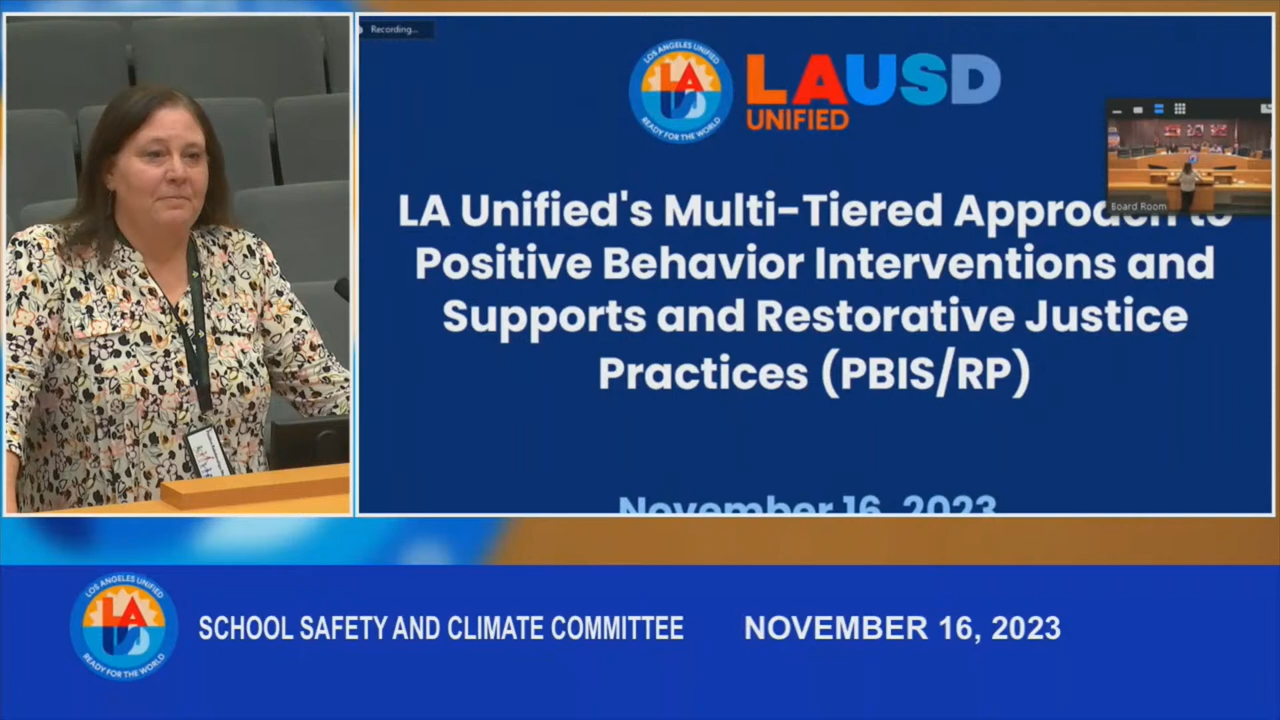 Recording...
LOS ANGELES UNIFIED
LAUSD
READY FOR THE WORLD
LAUSD
UNIFIED
Board Room
LA Unified's Multi-Tiered Approach to
Positive Behavior Interventions and
Supports and Restorative Justice
Practices (PBIS/RP)
November 16, 2023
LOS ANGELES UNIFIED
LAUSD
READY FOR THE WORLD
SCHOOL SAFETY AND CLIMATE COMMITTEE
NOVEMBER 16, 2023